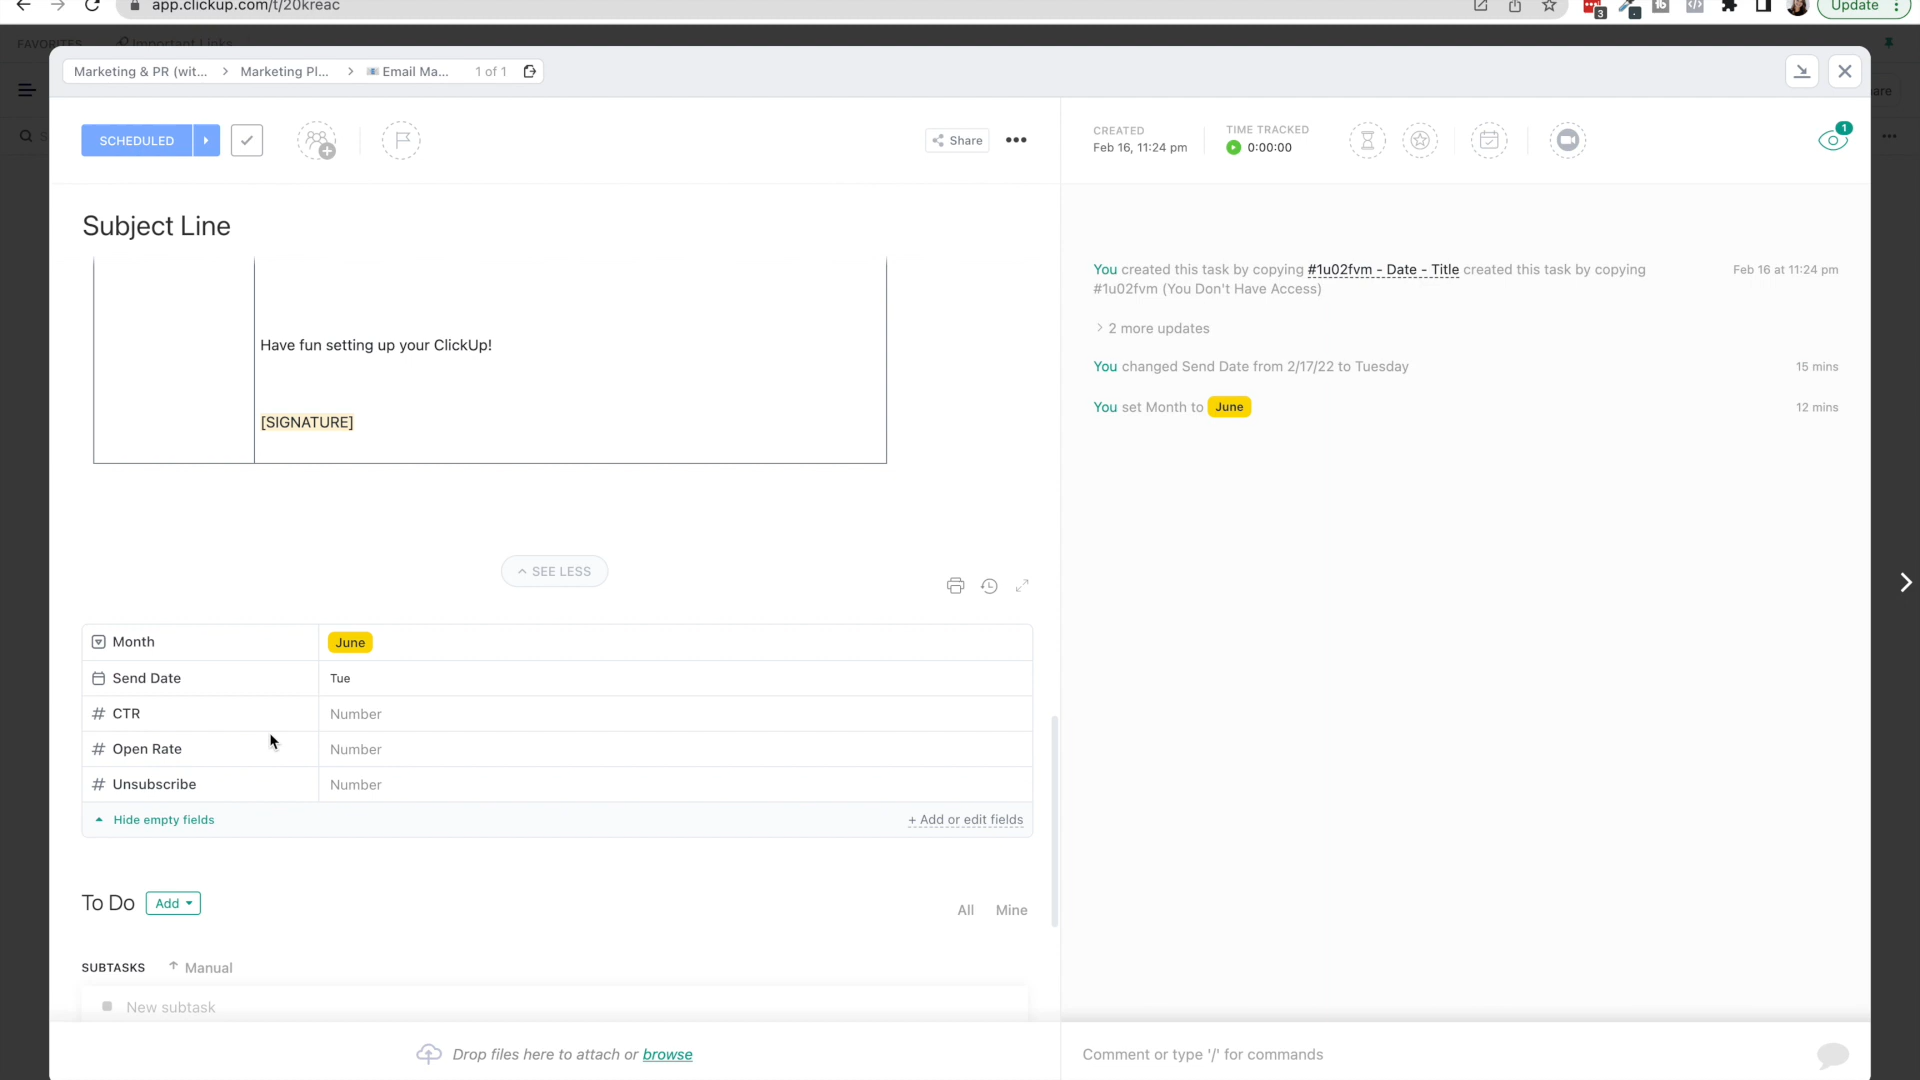 app.clickup.com/t/20kreac
Update
3
FAVORITES Important Links
Marketing & PR (wit... > Marketing Pl... > Email Ma... 1 of 1
SCHEDULED
Share
CREATED
Feb 16, 11:24 pm
TIME TRACKED
0:00:00
1
Subject Line
Have fun setting up your ClickUp!
[SIGNATURE]
SEE LESS
Month June
Send Date Tue
# CTR Number
# Open Rate Number
# Unsubscribe Number
Hide empty fields
+ Add or edit fields
To Do Add
All Mine
SUBTASKS Manual
New subtask
Drop files here to attach or browse
You created this task by copying #1u02fvm - Date - Title created this task by copying
#1u02fvm (You Don't Have Access)
Feb 16 at 11:24 pm
> 2 more updates
You changed Send Date from 2/17/22 to Tuesday 15 mins
You set Month to June 12 mins
Comment or type '/' for commands